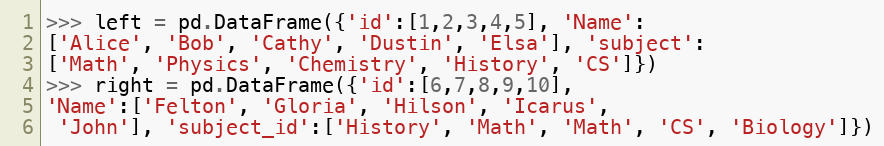 1 >>> left = pd.DataFrame({'id':[1,2,3,4,5], 'Name':
2 ['Alice', 'Bob', 'Cathy', 'Dustin', 'Elsa'], 'subject':
3 ['Math', 'Physics', 'Chemistry', 'History', 'CS']})
4 >>> right = pd.DataFrame({'id':[6,7,8,9,10],
5 'Name':['Felton', 'Gloria', 'Hilson', 'Icarus',
6  'John'], 'subject_id':['History', 'Math', 'Math', 'CS', 'Biology']})